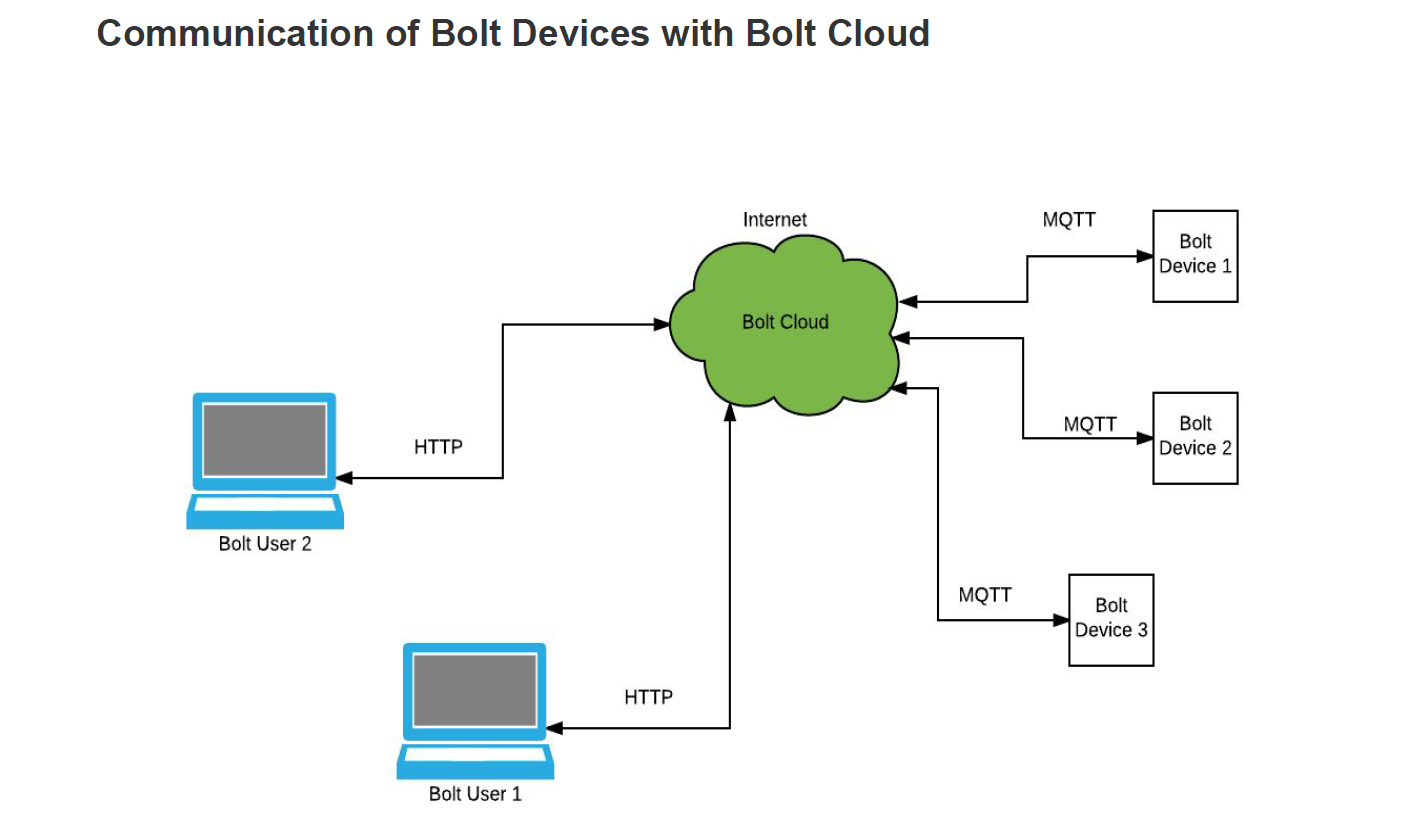 Communication of Bolt Devices with Bolt Cloud
Internet
MQTT
Bolt
Device 1
Bolt Cloud
HTTP
MQTT
Bolt
Device 2
Bolt User 2
MQTT
Bolt
Device 3
HTTP
Bolt User 1